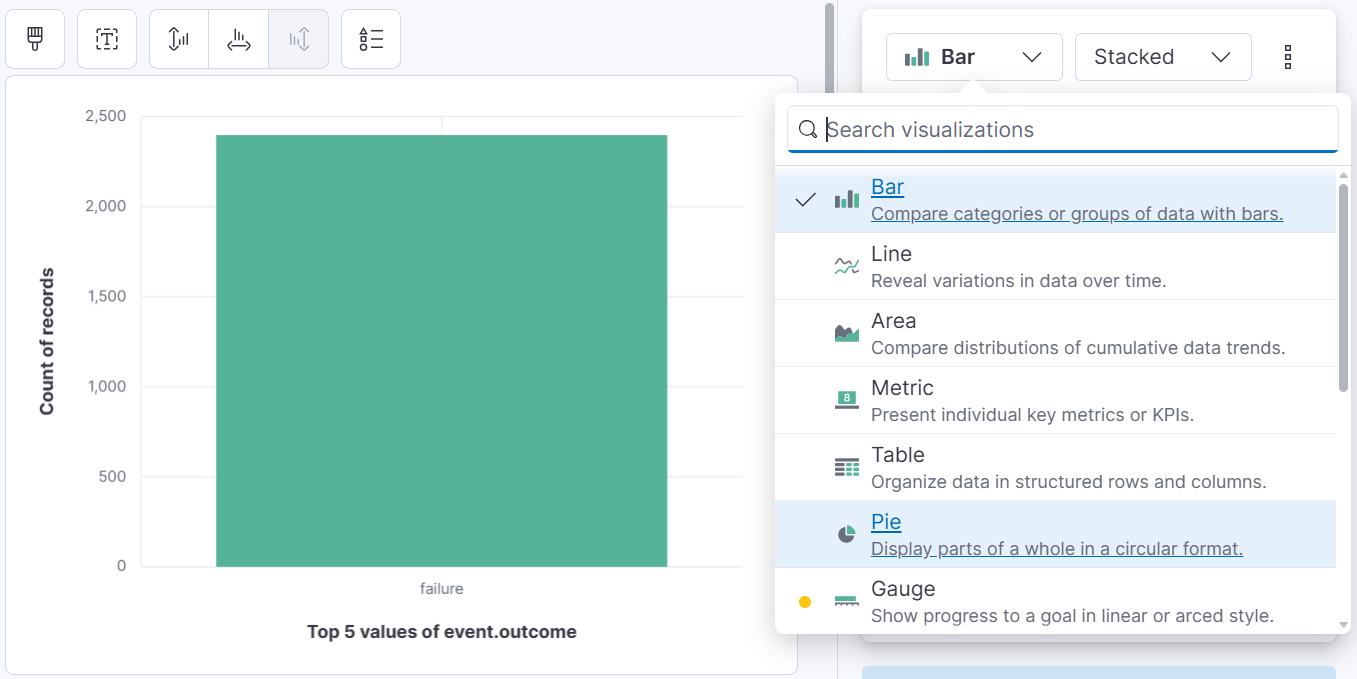 2,500
2,000
1,500
1,000
500
0
Count of records
failure
Top 5 values of event.outcome
Bar
Stacked
Search visualizations
Bar
Compare categories or groups of data with bars.
Line
Reveal variations in data over time.
Area
Compare distributions of cumulative data trends.
8
Metric
Present individual key metrics or KPIs.
Table
Organize data in structured rows and columns.
Pie
Display parts of a whole in a circular format.
Gauge
Show progress to a goal in linear or arced style.